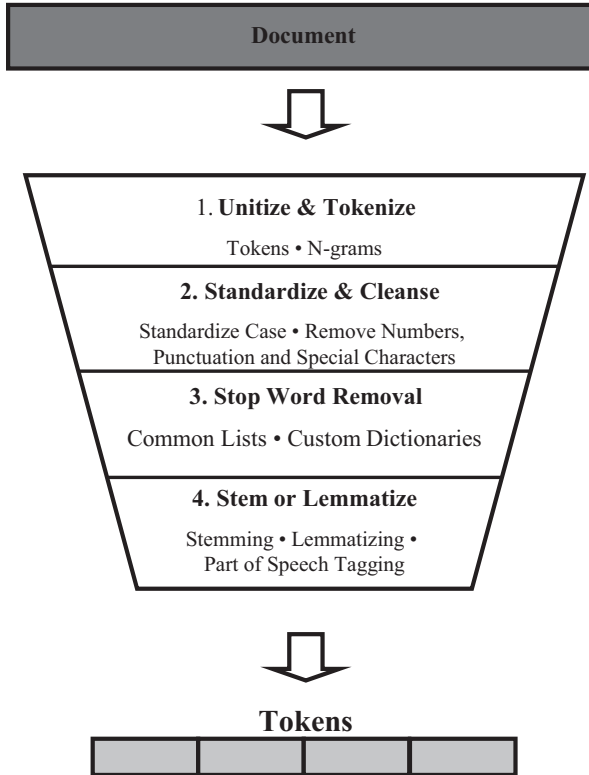 Document
1. Unitize & Tokenize
Tokens • N-grams
2. Standardize & Cleanse
Standardize Case • Remove Numbers,
Punctuation and Special Characters
3. Stop Word Removal
Common Lists • Custom Dictionaries
4. Stem or Lemmatize
Stemming • Lemmatizing •
Part of Speech Tagging
Tokens